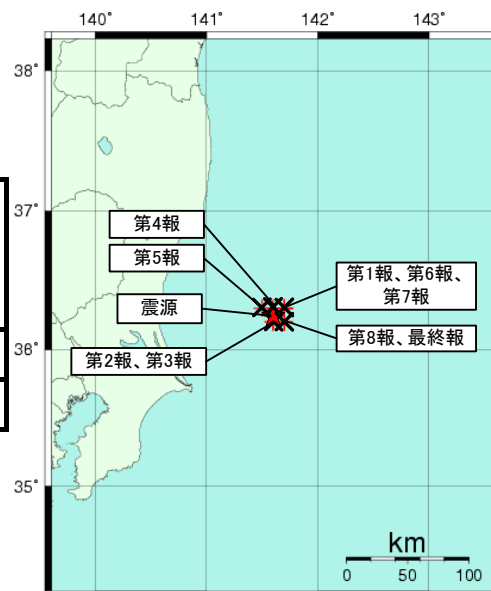 140˚
141˚
142˚
143˚
38˚
37˚
36˚
35˚
第4報
第5報
震源
第2報、第3報
第1報、第6報、
第7報
第8報、最終報
km
0 50 100